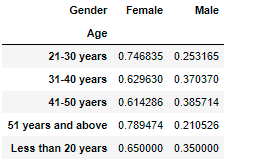 Gender Female Male
Age
21-30 years 0.746835 0.253165
31-40 years 0.629630 0.370370
41-50 yaers 0.614286 0.385714
51 years and above 0.789474 0.210526
Less than 20 years 0.650000 0.350000